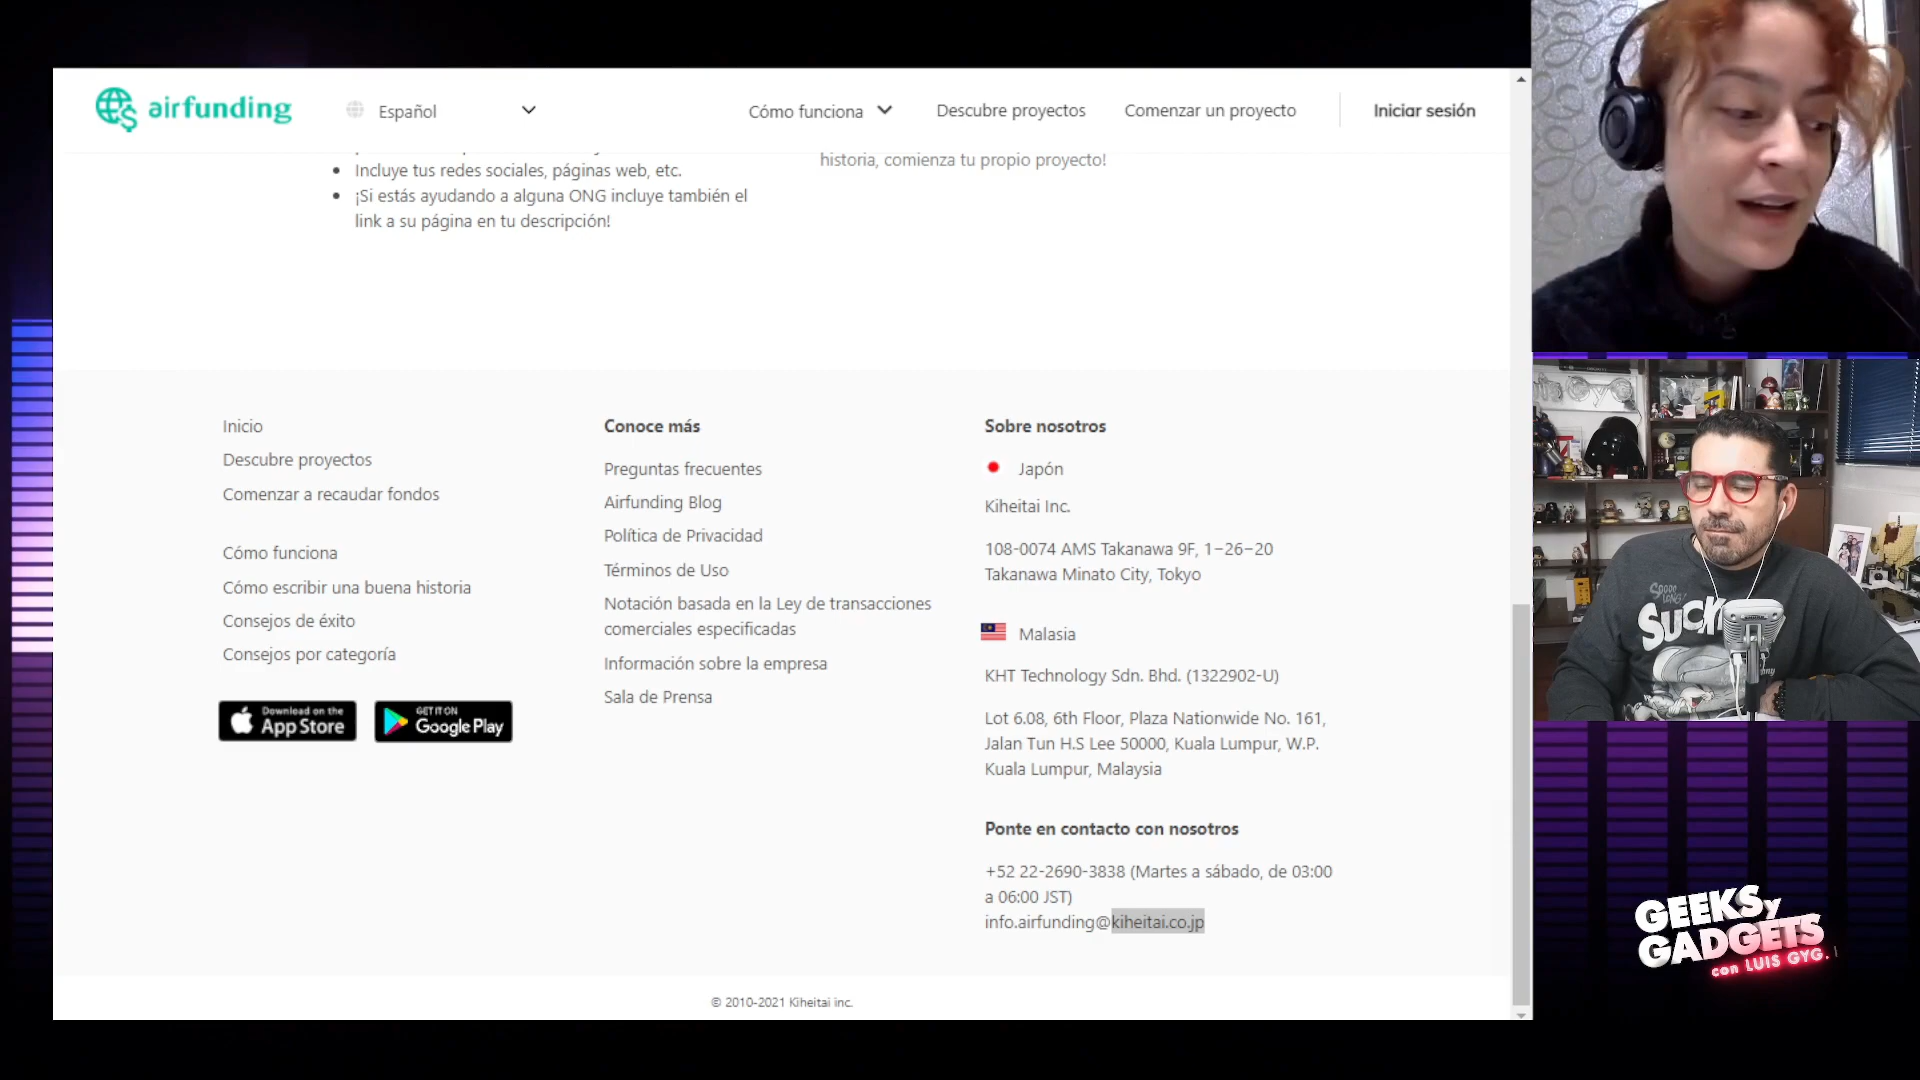 airfunding
Español
Cómo funciona
Descubre proyectos
Comenzar un proyecto
Iniciar sesión
Incluye tus redes sociales, páginas web, etc.
¡Si estás ayudando a alguna ONG incluye también el
link a su página en tu descripción!
historia, comienza tu propio proyecto!
Inicio
Descubre proyectos
Comenzar a recaudar fondos
Cómo funciona
Cómo escribir una buena historia
Consejos de éxito
Consejos por categoría
Download on the
App Store
GET IT ON
Google Play
Conoce más
Preguntas frecuentes
Airfunding Blog
Política de Privacidad
Términos de Uso
Notación basada en la Ley de transacciones
comerciales especificadas
Información sobre la empresa
Sala de Prensa
Sobre nosotros
Japón
Kiheitai Inc.
108-0074 AMS Takanawa 9F, 1−26−20
Takanawa Minato City, Tokyo
Malasia
KHT Technology Sdn. Bhd. (1322902-U)
Lot 6.08, 6th Floor, Plaza Nationwide No. 161,
Jalan Tun H.S Lee 50000, Kuala Lumpur, W.P.
Kuala Lumpur, Malaysia
Ponte en contacto con nosotros
+52 22-2690-3838 (Martes a sábado, de 03:00
a 06:00 JST)
info.airfunding@kiheitai.co.jp
© 2010-2021 Kiheitai inc.
GEEKS y
GADGETS
con LUIS GYG.